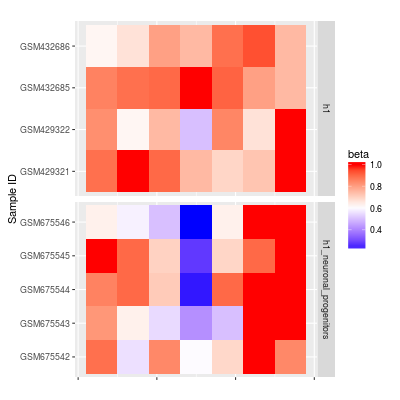 Sample ID
GSM432686
GSM432685
GSM429322
GSM429321
h1
GSM675546
GSM675545
GSM675544
GSM675543
GSM675542
h1_neuronal_progenitors
beta
1.0
0.8
0.6
0.4